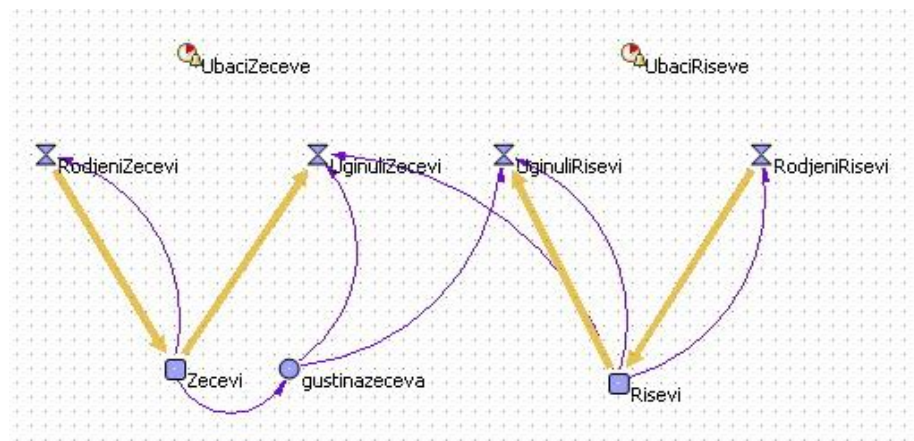 UbaciZeceve
UbaciRiseve
RodjeniZecevi
UginuliZecevi
UginuliRisevi
RodjeniRisevi
Zecevi
gustinazeceva
Risevi